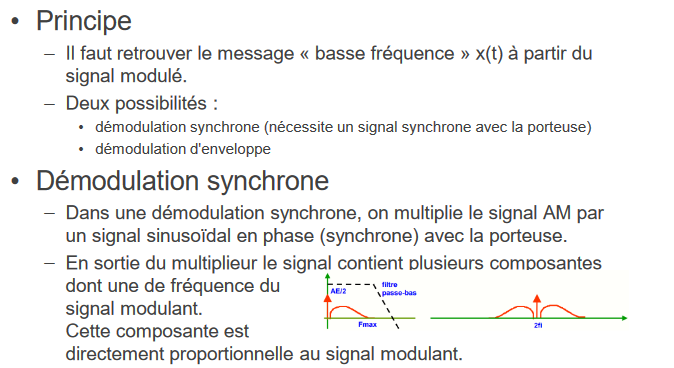 • Principe
– Il faut retrouver le message « basse fréquence » x(t) à partir du
signal modulé.
– Deux possibilités :
• démodulation synchrone (nécessite un signal synchrone avec la porteuse)
• démodulation d'enveloppe
• Démodulation synchrone
– Dans une démodulation synchrone, on multiplie le signal AM par
un signal sinusoïdal en phase (synchrone) avec la porteuse.
– En sortie du multiplieur le signal contient plusieurs composantes
dont une de fréquence du
signal modulant.
Cette composante est
directement proportionnelle au signal modulant.
AE/2
filtre
passe-bas
Fmax
2fi